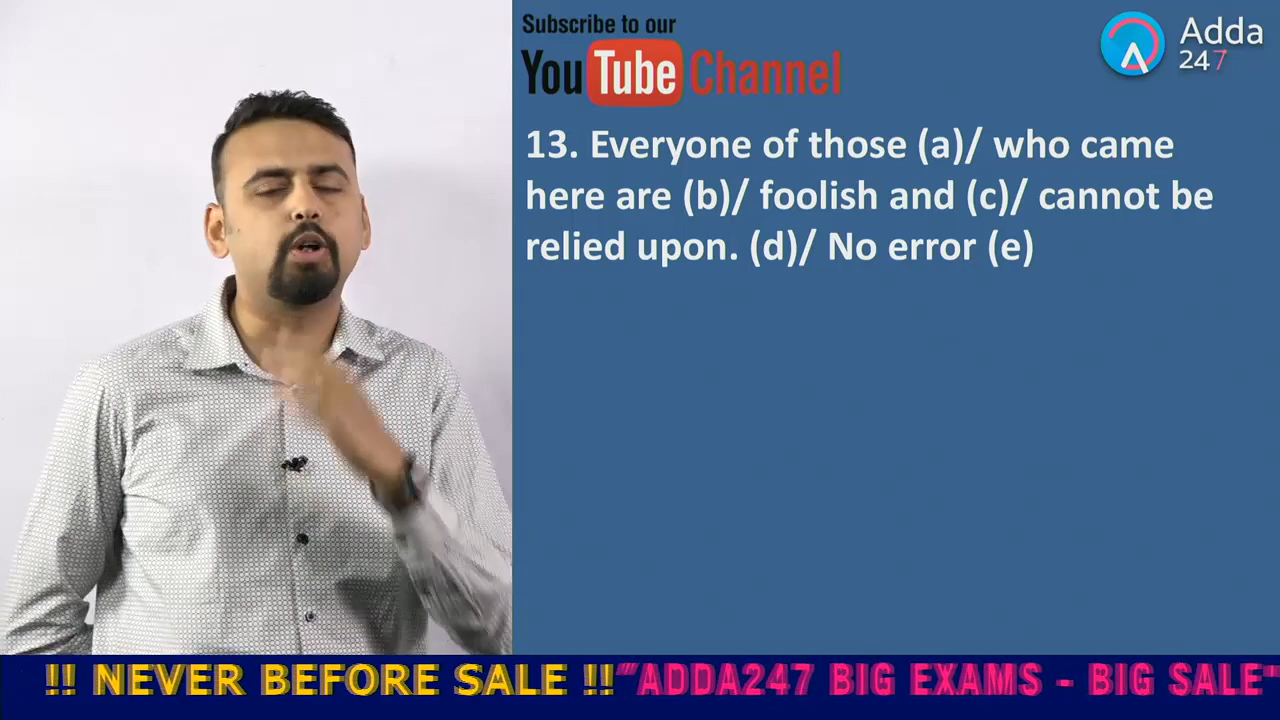 Subscribe to our
YouTube Channel
Adda
247
13. Everyone of those (a)/ who came
here are (b)/ foolish and (c)/ cannot be
relied upon. (d)/ No error (e)
!! NEVER BEFORE SALE !! "ADDA247 BIG EXAMS - BIG SALE"